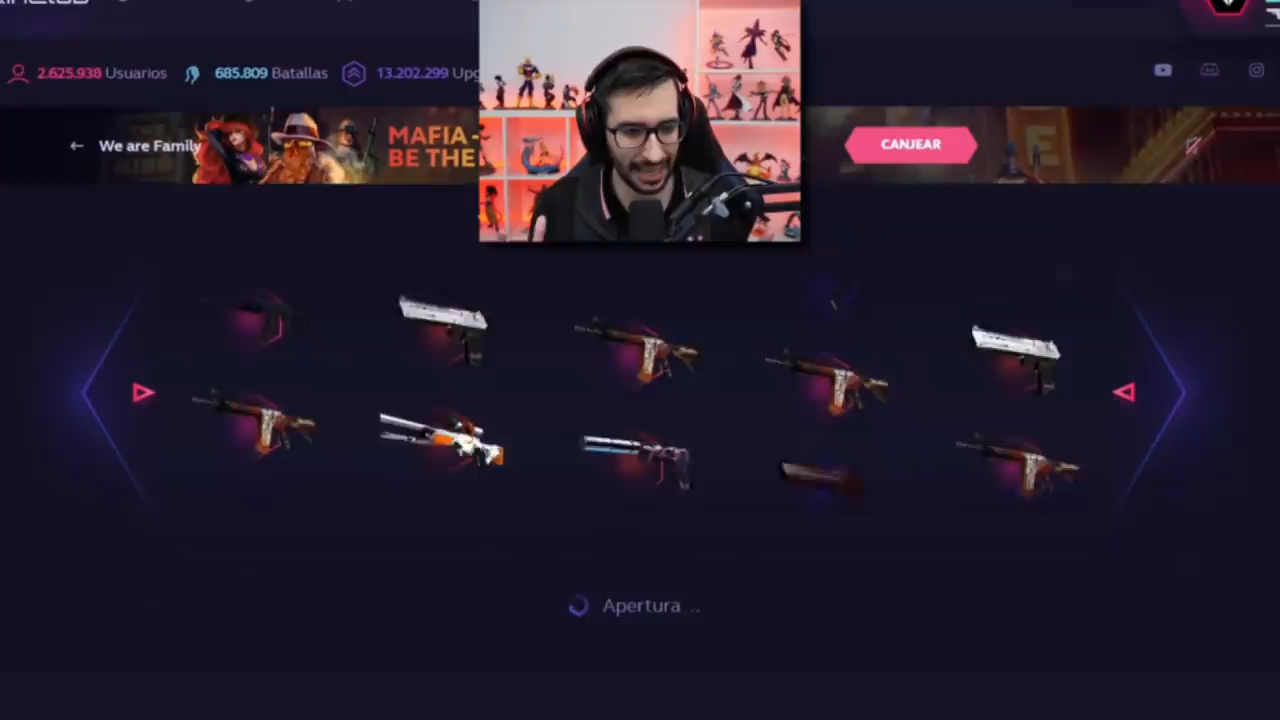 2.625.938 Usuarios
685.809 Batallas
13.202.299 Upg
We are Family
MAFIA -
BE THE
CANJEAR
Apertura ...